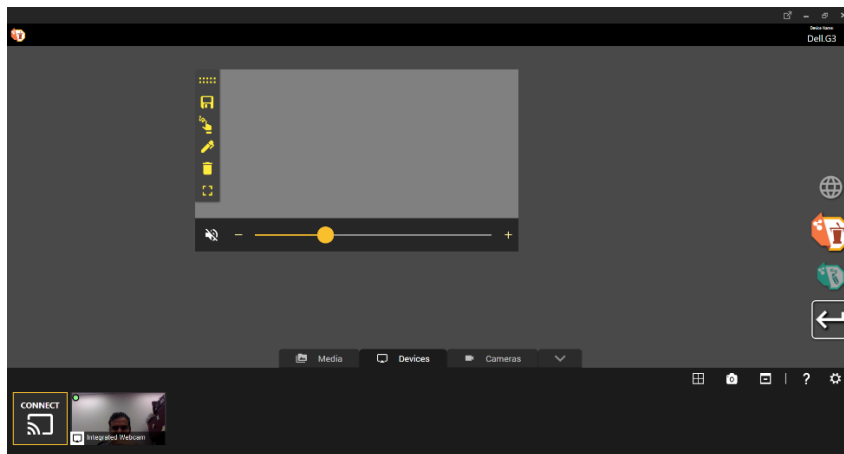 Device Name
Dell.G3
Media
Devices
Cameras
CONNECT
Integrated Webcam
?